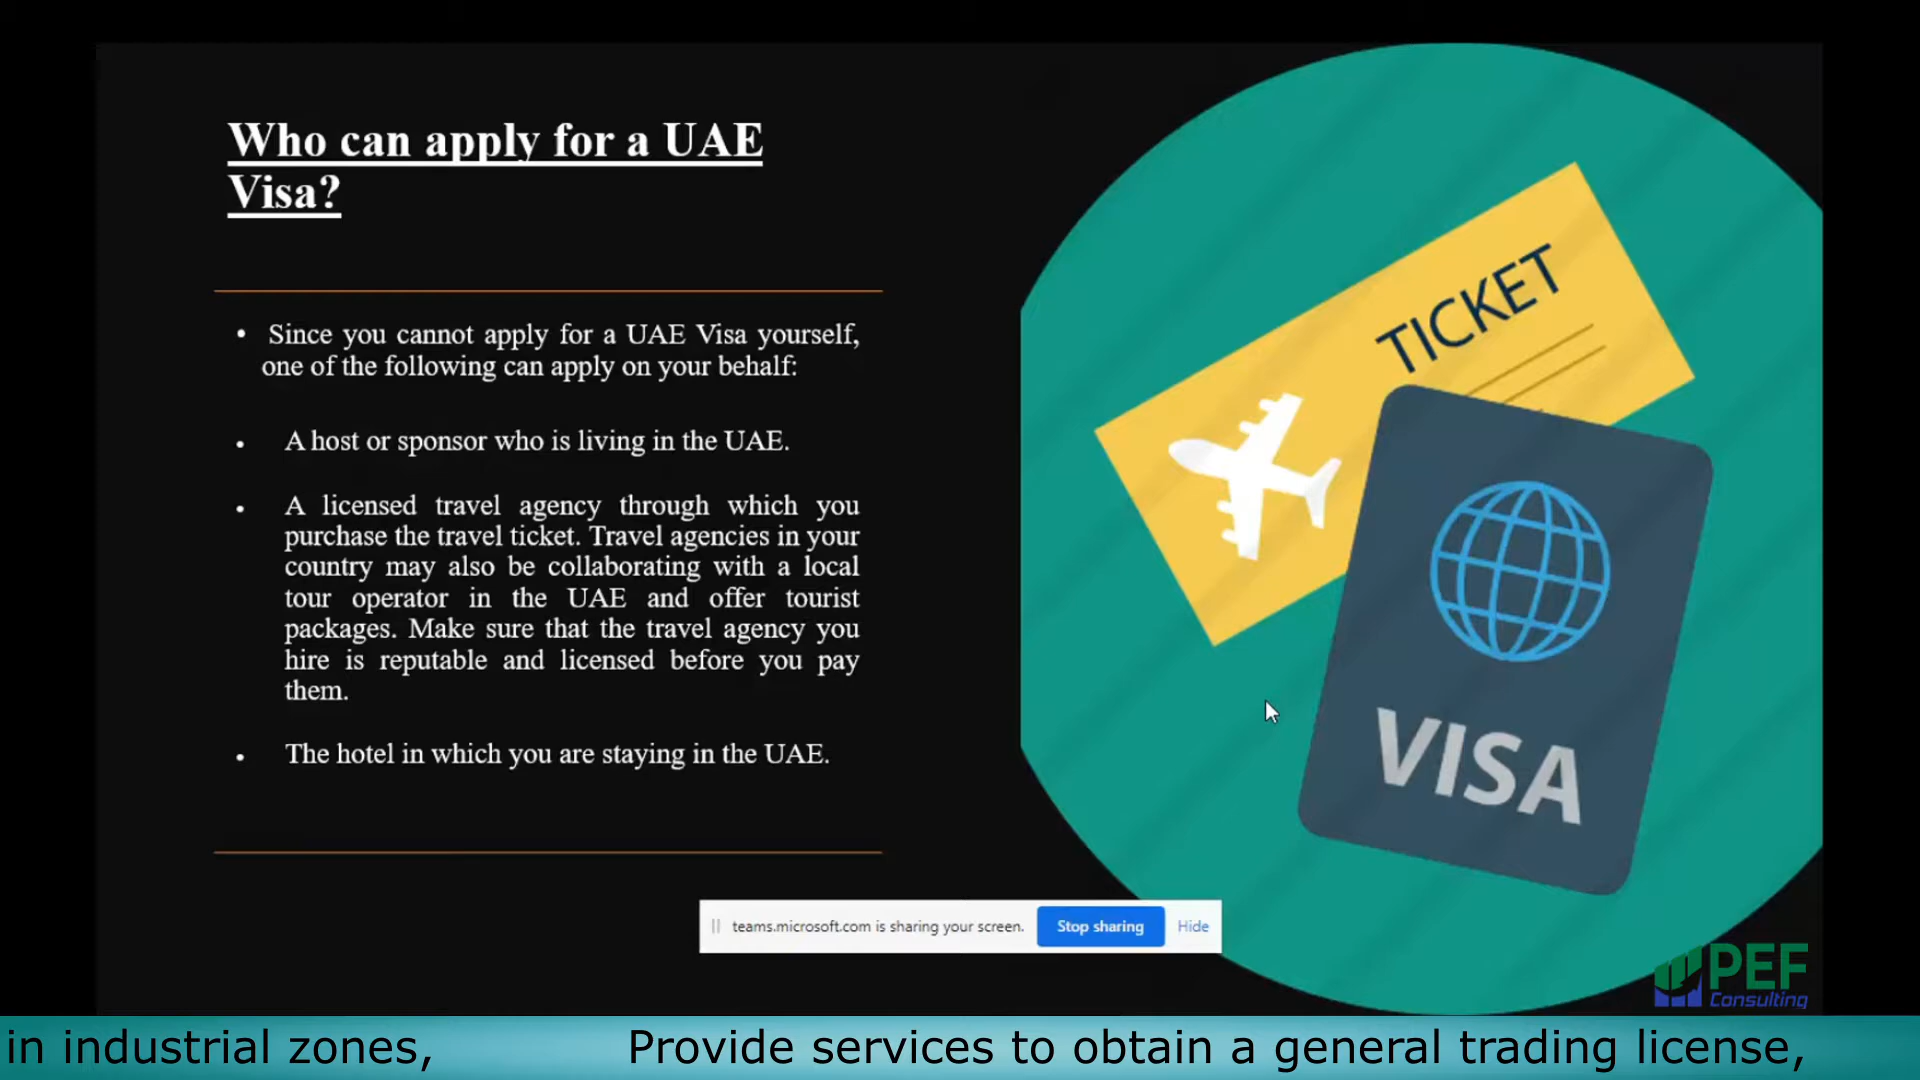 Who can apply for a UAE
Visa?
• Since you cannot apply for a UAE Visa yourself,
one of the following can apply on your behalf:
• A host or sponsor who is living in the UAE.
• A licensed travel agency through which you
purchase the travel ticket. Travel agencies in your
country may also be collaborating with a local
tour operator in the UAE and offer tourist
packages. Make sure that the travel agency you
hire is reputable and licensed before you pay
them.
• The hotel in which you are staying in the UAE.
TICKET
VISA
teams.microsoft.com is sharing your screen.
Stop sharing
Hide
PEF
Consulting
in industrial zones, Provide services to obtain a general trading license,